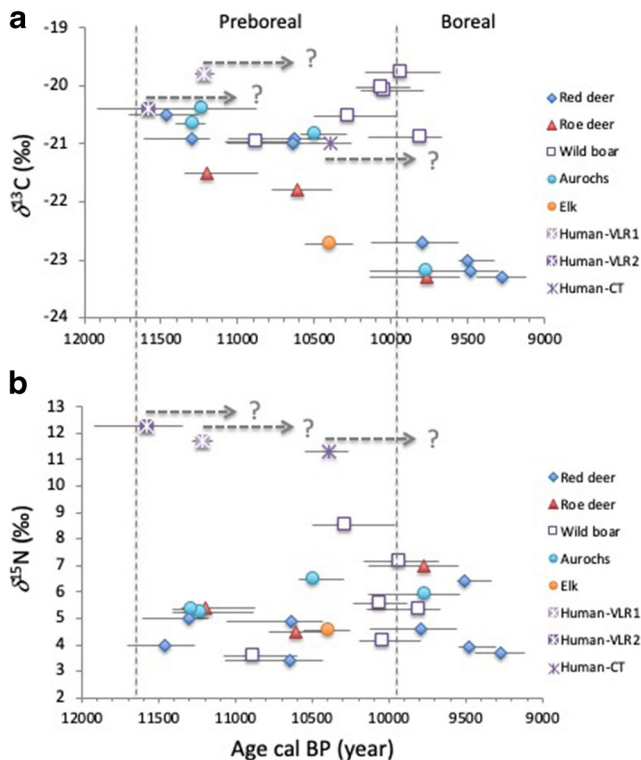 a
Preboreal Boreal
-19
-20
-21
-22
-23
-24
δ13C (‰)
?
?
?
12000 11500 11000 10500 10000 9500 9000
Red deer
Roe deer
Wild boar
Aurochs
Elk
Human-VLR1
Human-VLR2
Human-CT
b
13
12
11
10
9
8
7
6
5
4
3
2
δ15N (‰)
?
?
?
12000 11500 11000 10500 10000 9500 9000
Age cal BP (year)
Red deer
Roe deer
Wild boar
Aurochs
Elk
Human-VLR1
Human-VLR2
Human-CT